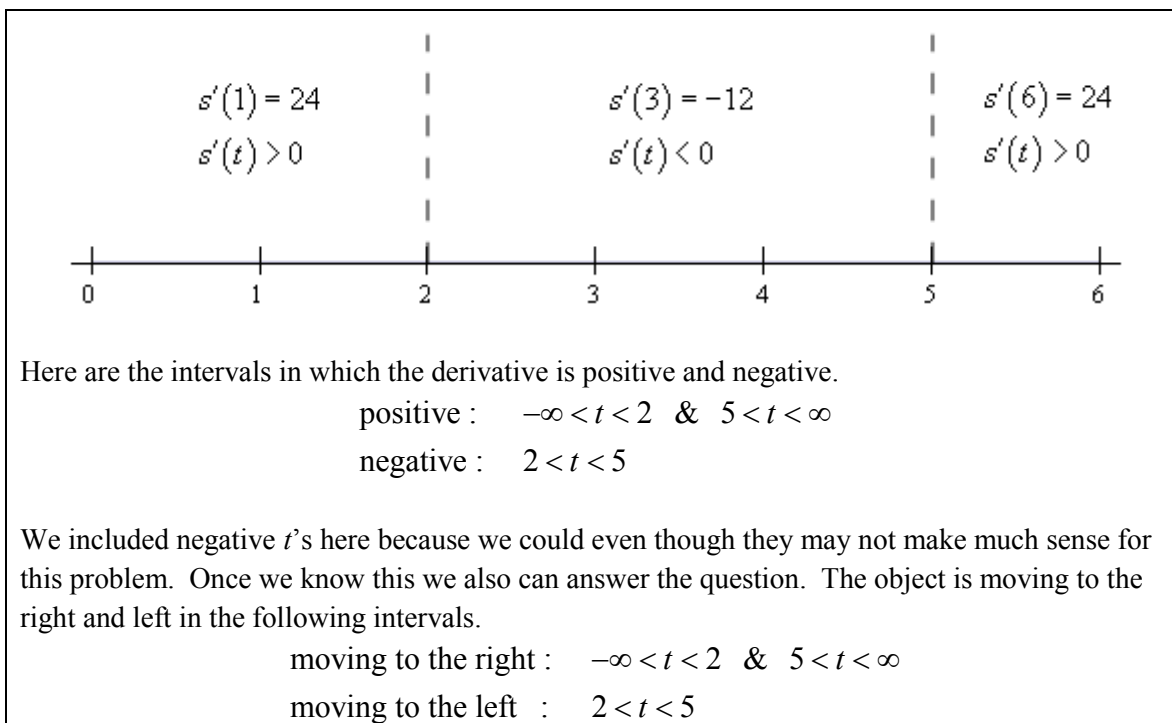 s′(1) = 24 s′(3) = −12 s′(6) = 24
s′(t) > 0 s′(t) < 0 s′(t) > 0
0 1 2 3 4 5 6
Here are the intervals in which the derivative is positive and negative.
positive : −∞ < t < 2 & 5 < t < ∞
negative : 2 < t < 5
We included negative t’s here because we could even though they may not make much sense for
this problem. Once we know this we also can answer the question. The object is moving to the
right and left in the following intervals.
moving to the right : −∞ < t < 2 & 5 < t < ∞
moving to the left : 2 < t < 5